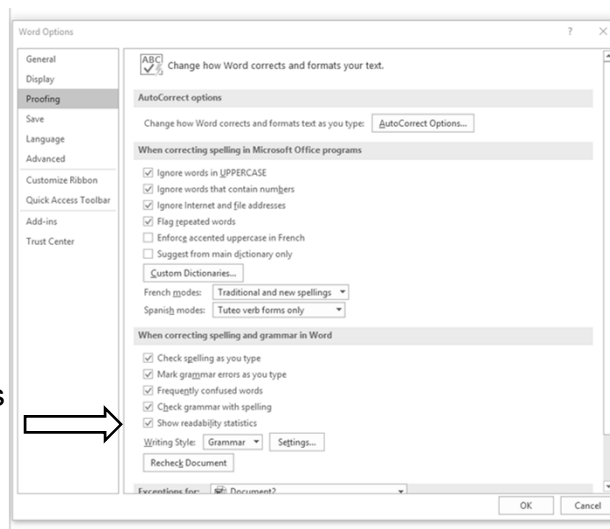 Word Options ? ×
General
Display
Proofing
Save
Language
Advanced
Customize Ribbon
Quick Access Toolbar
Add-ins
Trust Center
ABC
Change how Word corrects and formats your text.
AutoCorrect options
Change how Word corrects and formats text as you type: AutoCorrect Options...
When correcting spelling in Microsoft Office programs
Ignore words in UPPERCASE
Ignore words that contain numbers
Ignore Internet and file addresses
Flag repeated words
Enforce accented uppercase in French
Suggest from main dictionary only
Custom Dictionaries...
French modes: Traditional and new spellings
Spanish modes: Tuteo verb forms only
When correcting spelling and grammar in Word
Check spelling as you type
Mark grammar errors as you type
Frequently confused words
Check grammar with spelling
s
Show readability statistics
Writing Style: Grammar Settings...
Recheck Document
Exceptions for: Document2
OK Cancel